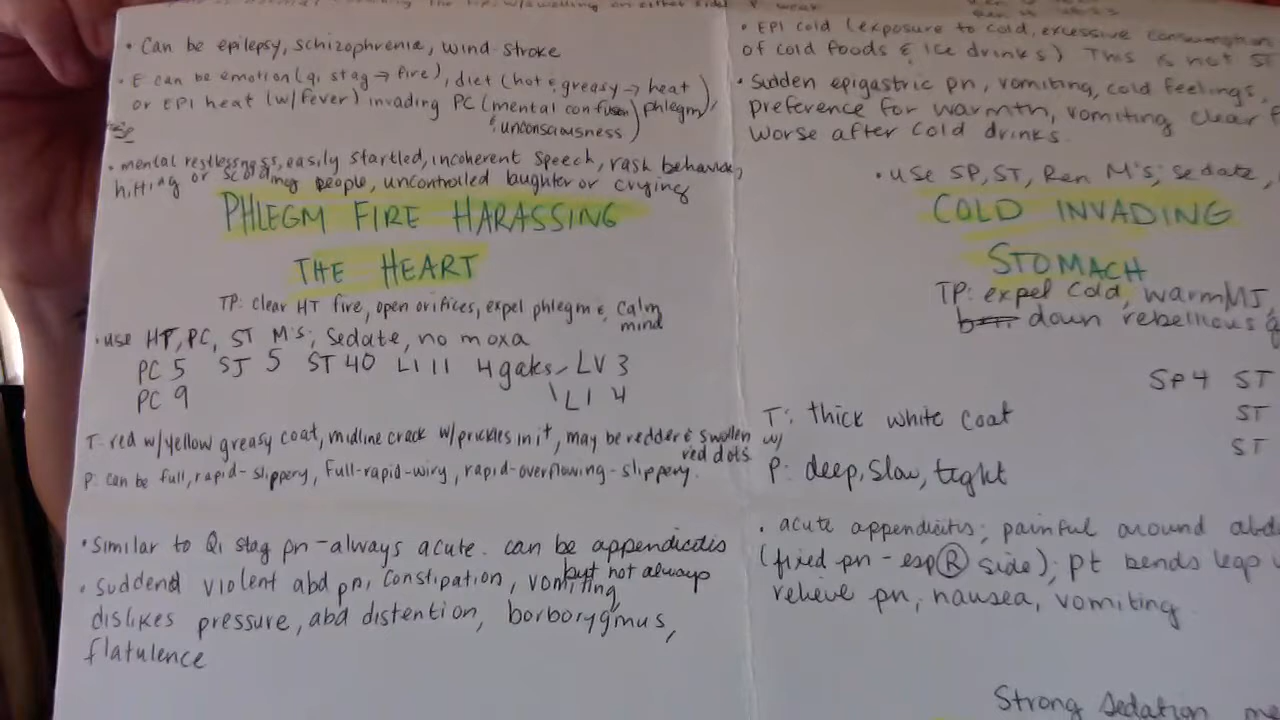 • Can be epilepsy, schizophrenia, wind-stroke
• E can be emotion (qi stag → fire), diet (hot & greasy → heat
or EPI heat (w/fever) invading PC (mental confusion phlegm),
& unconsciousness)
• mental restlessness, easily startled, incoherent speech, rash behavior,
hitting or scolding people, uncontrolled laughter or crying
PHLEGM FIRE HARASSING
THE HEART
TP: clear HT fire, open orifices, expel phlegm & calm
mind
• use HT, PC, ST M's; sedate, no moxa
PC 5 SJ 5 ST 40 LI 11 4 gates LV 3
PC 9 LI 4
T: red w/yellow greasy coat, midline crack w/prickles in it, may be redder & swollen
w/ red dots
P: can be full, rapid-slippery, full-rapid-wiry, rapid-overflowing-slippery.
• Similar to Qi stag pn - always acute. can be appendicitis
but not always
• suddend violent abd pn, constipation, vomiting
dislikes pressure, abd distention, borborygmus,
flatulence
• EPI cold (exposure to cold, excessive consumption
of cold foods & ice drinks) This is not ST
• Sudden epigastric pn, vomiting, cold feelings,
preference for warmth, vomiting clear f
worse after cold drinks.
• use SP, ST, Ren M's; sedate,
COLD INVADING
STOMACH
TP: expel cold, warm MJ,
down rebellious q
SP4 ST
ST
ST
T: thick white coat
P: deep, slow, tight
• acute appendicitis; painful around abd
(fixed pn - esp R side); pt bends leg
relieve pn, nausea, vomiting
Strong sedation me